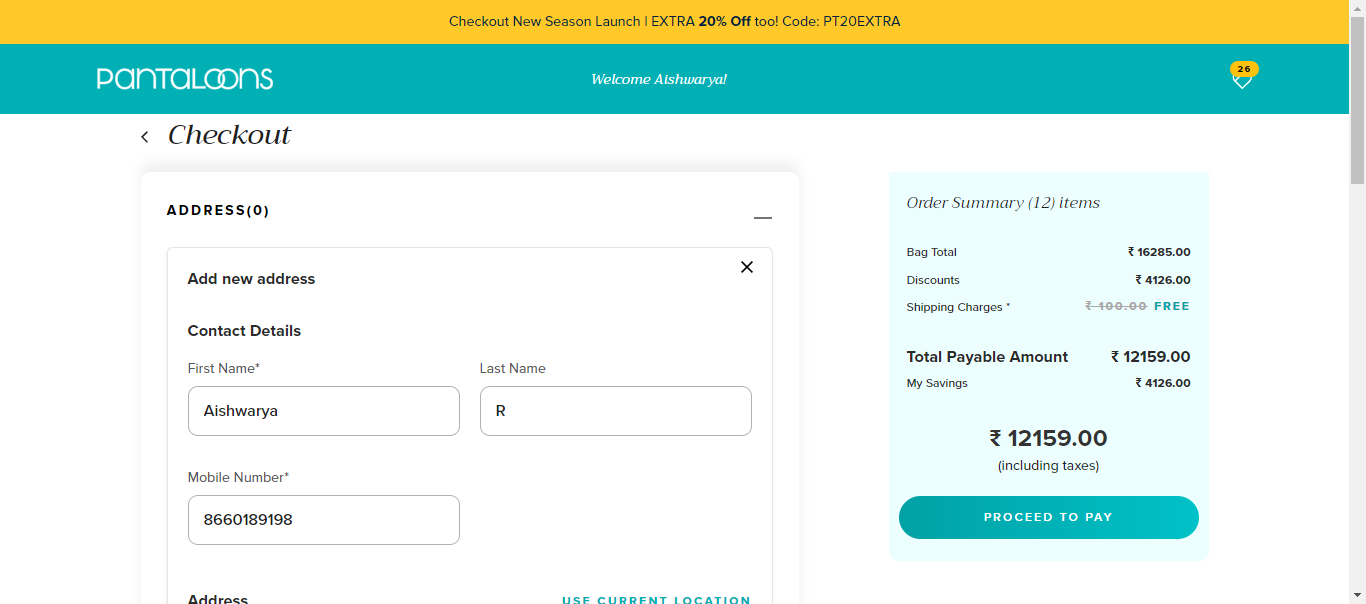 Checkout New Season Launch | EXTRA 20% Off too! Code: PT20EXTRA
PANTALOONS
Welcome Aishwarya!
26
Checkout
ADDRESS(0)
Add new address
Contact Details
First Name*
Last Name
Aishwarya
R
Mobile Number*
8660189198
Address
USE CURRENT LOCATION
Order Summary (12) items
Bag Total ₹ 16285.00
Discounts ₹ 4126.00
Shipping Charges * ₹ 100.00 FREE
Total Payable Amount ₹ 12159.00
My Savings ₹ 4126.00
₹ 12159.00
(including taxes)
PROCEED TO PAY